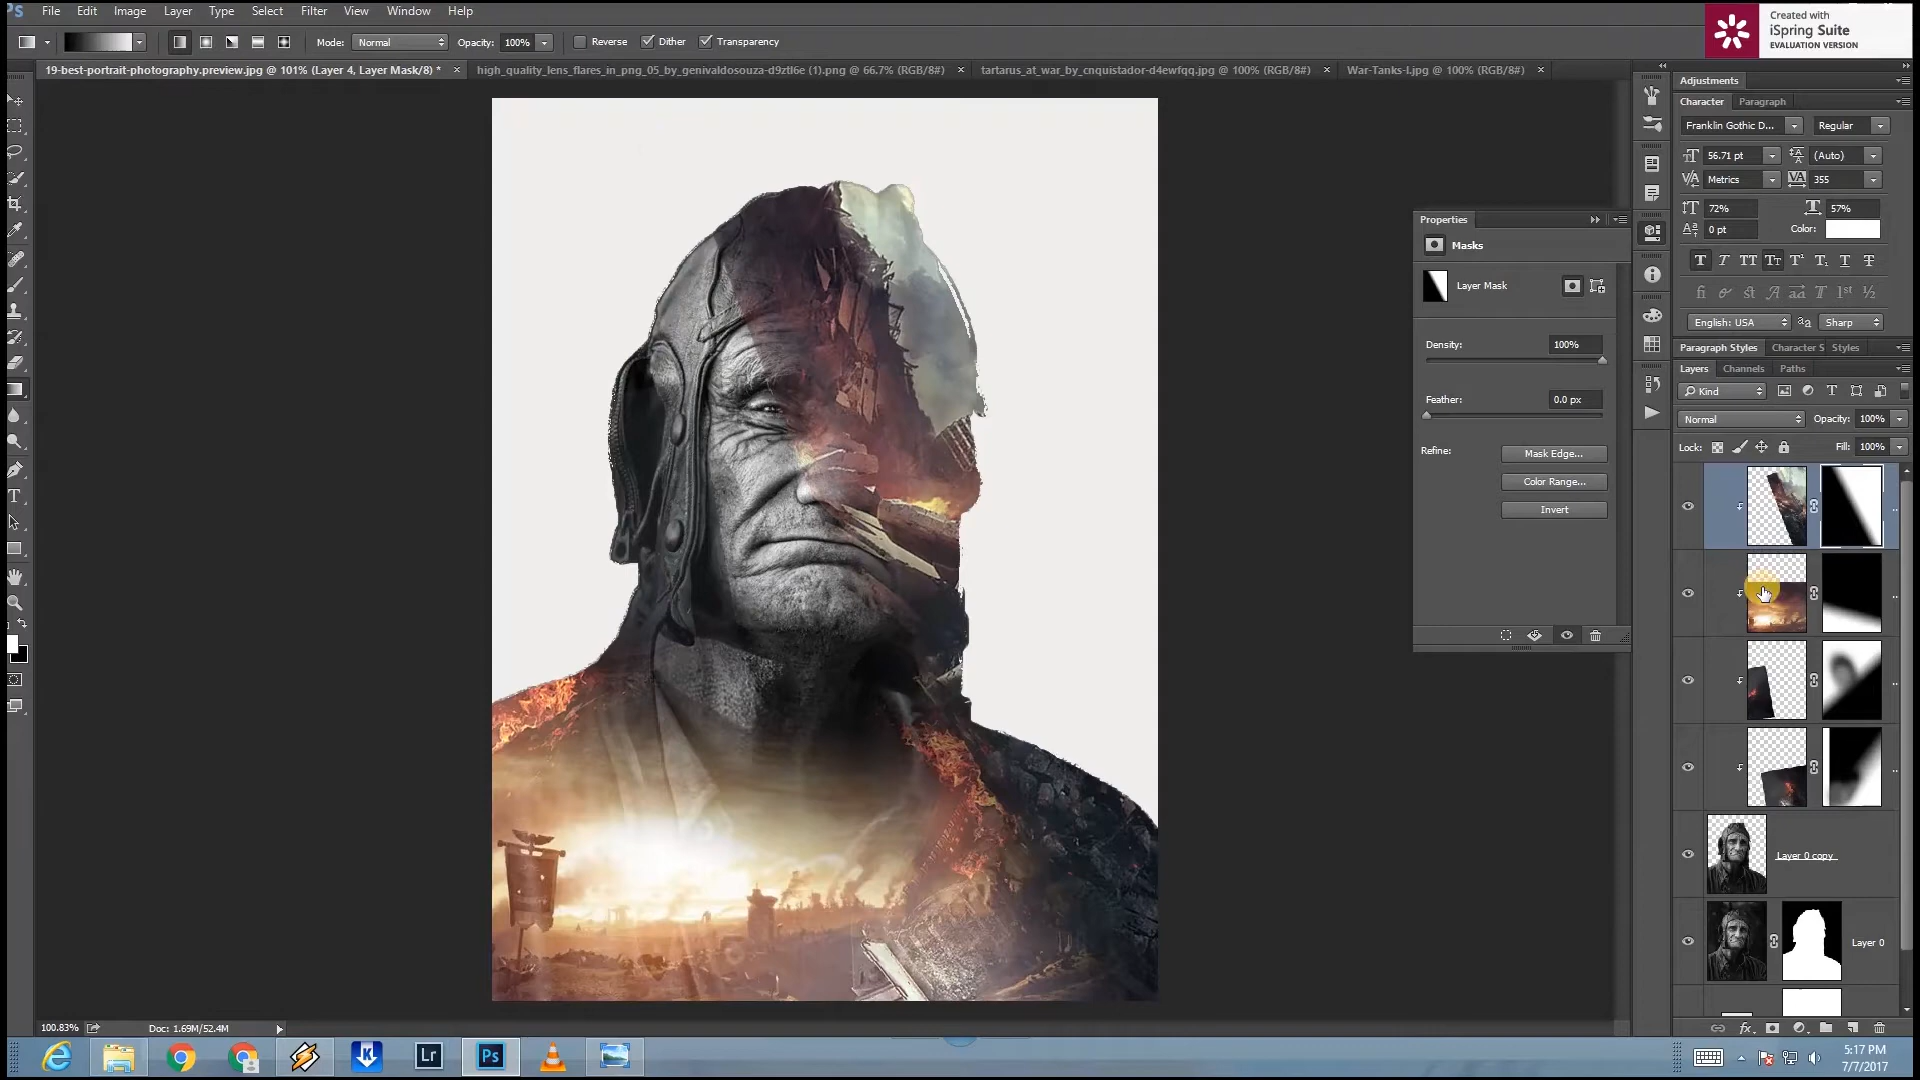 Ps File Edit Image Layer Type Select Filter View Window Help
Created with
iSpring Suite
EVALUATION VERSION
Mode: Normal Opacity: 100% Reverse Dither Transparency
19-best-portrait-photography.preview.jpg @ 101% (Layer 4, Layer Mask/8) *
high_quality_lens_flares_in_png_05_by_genivaldosouza-d9ztl6e (1).png @ 66.7% (RGB/8#)
tartarus_at_war_by_cnquistador-d4ewfqq.jpg @ 100% (RGB/8#)
War-Tanks-I.jpg @ 100% (RGB/8#)
Adjustments
Character Paragraph
Franklin Gothic D... Regular
56.71 pt (Auto)
Metrics 355
72% 57%
0 pt Color:
English: USA Sharp
Paragraph Styles Character S Styles
Layers Channels Paths
Kind
Normal Opacity: 100%
Lock: Fill: 100%
Layer 0 copy
Layer 0
Properties
Masks
Layer Mask
Density: 100%
Feather: 0.0 px
Refine: Mask Edge...
Color Range...
Invert
100.83% Doc: 1.69M/52.4M
K Lr Ps
5:17 PM
7/7/2017